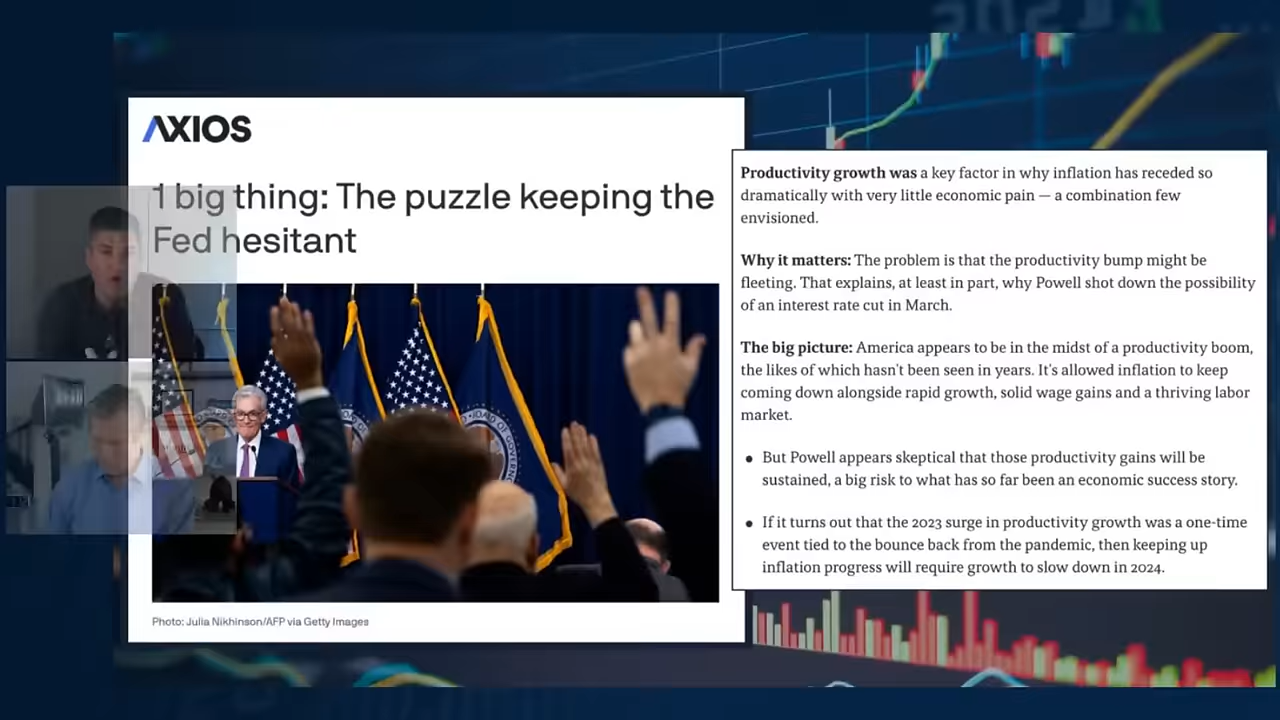 AXIOS
1 big thing: The puzzle keeping the
Fed hesitant
Photo: Julia Nikhinson/AFP via Getty Images
Productivity growth was a key factor in why inflation has receded so
dramatically with very little economic pain — a combination few
envisioned.
Why it matters: The problem is that the productivity bump might be
fleeting. That explains, at least in part, why Powell shot down the possibility
of an interest rate cut in March.
The big picture: America appears to be in the midst of a productivity boom,
the likes of which hasn't been seen in years. It's allowed inflation to keep
coming down alongside rapid growth, solid wage gains and a thriving labor
market.
● But Powell appears skeptical that those productivity gains will be
sustained, a big risk to what has so far been an economic success story.
● If it turns out that the 2023 surge in productivity growth was a one-time
event tied to the bounce back from the pandemic, then keeping up
inflation progress will require growth to slow down in 2024.